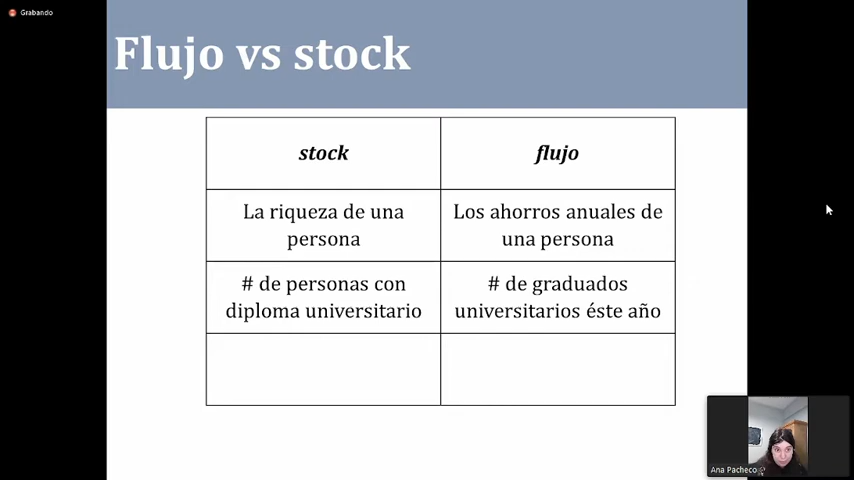 Grabando
Flujo vs stock
stock
flujo
La riqueza de una
persona
Los ahorros anuales de
una persona
# de personas con
diploma universitario
# de graduados
universitarios éste año
Ana Pacheco